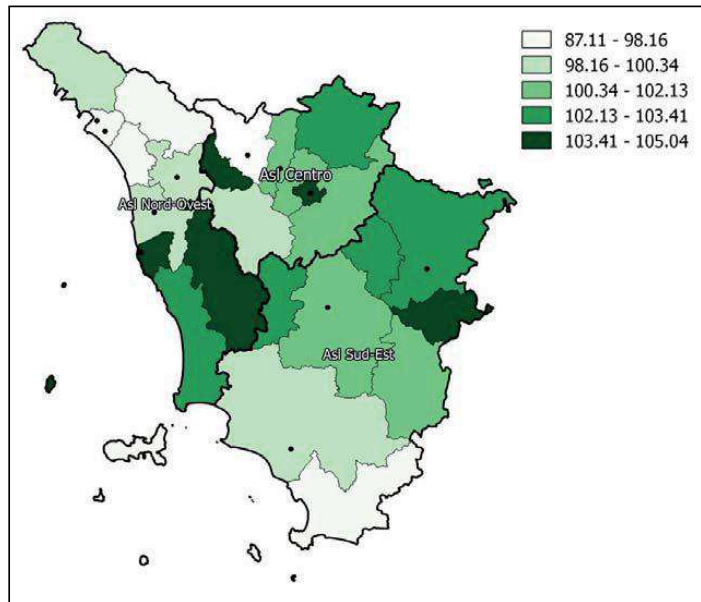 87.11 - 98.16
98.16 - 100.34
100.34 - 102.13
102.13 - 103.41
103.41 - 105.04
Asl Centro
Asl Nord-Ovest
Asl Sud-Est